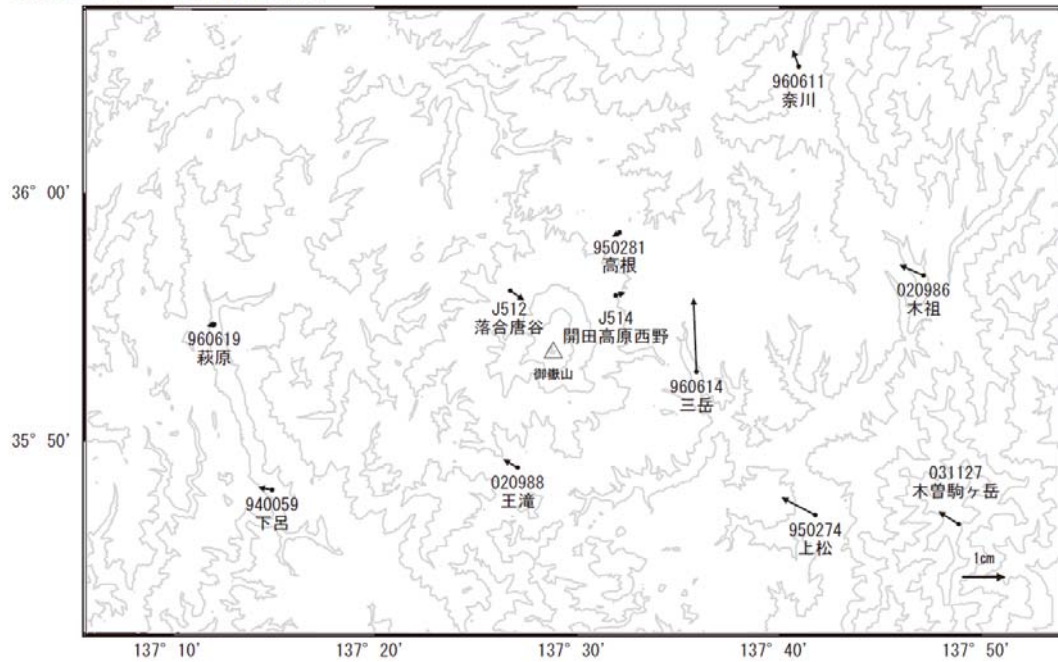 960611
奈川
36° 00′
950281
高根
020986
木祖
J512
落合唐谷
J514
開田高原西野
960619
萩原
御嶽山
960614
三岳
35° 50′
020988
王滝
031127
木曽駒ヶ岳
940059
下呂
950274
上松
1cm
137° 10′
137° 20′
137° 30′
137° 40′
137° 50′